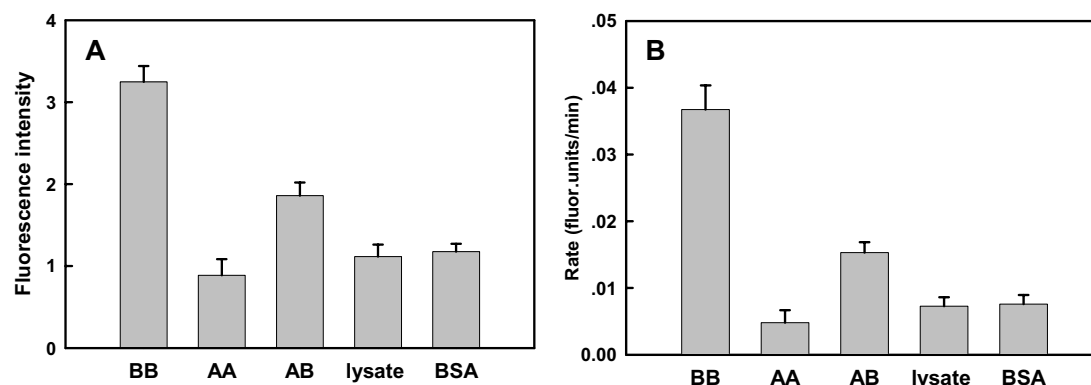 A
Fluorescence intensity
4
3
2
1
0
BB AA AB lysate BSA
B
Rate (fluor.units/min)
.05
.04
.03
.02
.01
0.00
BB AA AB lysate BSA